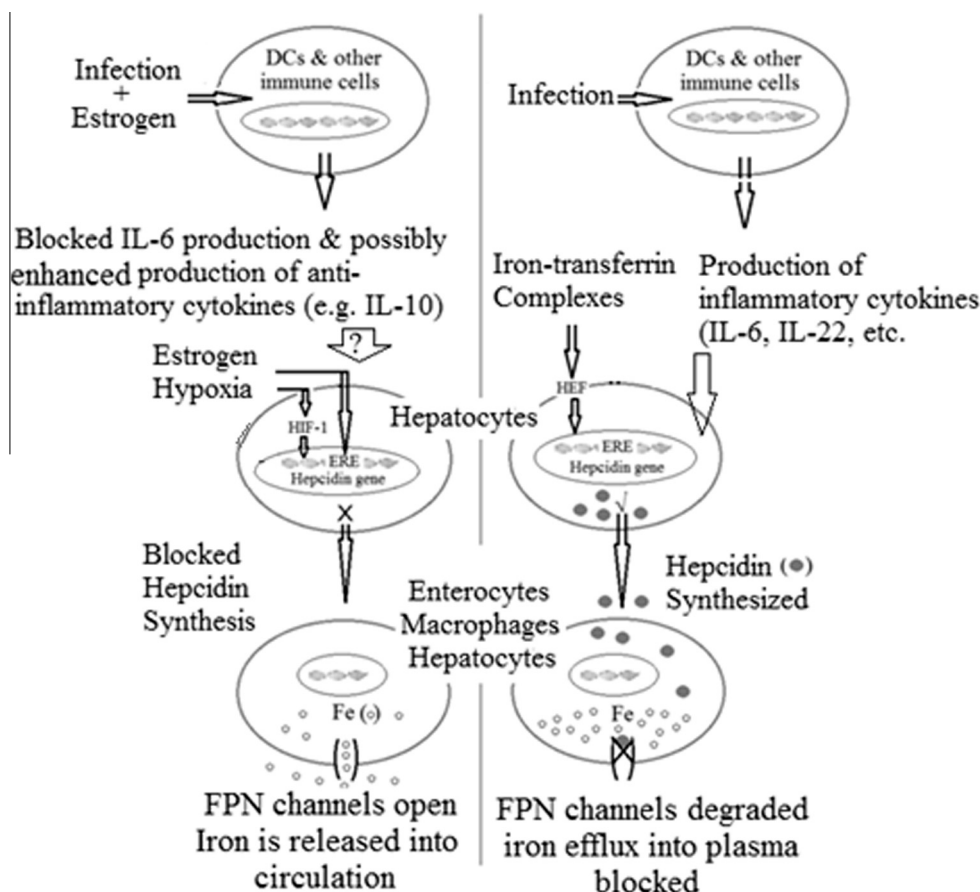 Infection
+
Estrogen
DCs & other
immune cells
Blocked IL-6 production & possibly
enhanced production of anti-
inflammatory cytokines (e.g. IL-10)
?
Estrogen
Hypoxia
HIF-1
ERE
Hepcidin gene
X
Blocked
Hepcidin
Synthesis
Fe ( )
FPN channels open
Iron is released into
circulation
Infection
DCs & other
immune cells
Iron-transferrin
Complexes
Production of
inflammatory cytokines
(IL-6, IL-22, etc.
HEF
Hepatocytes
ERE
Hepcidin gene
√
Hepcidin ( )
Synthesized
Enterocytes
Macrophages
Hepatocytes
Fe
FPN channels degraded
iron efflux into plasma
blocked